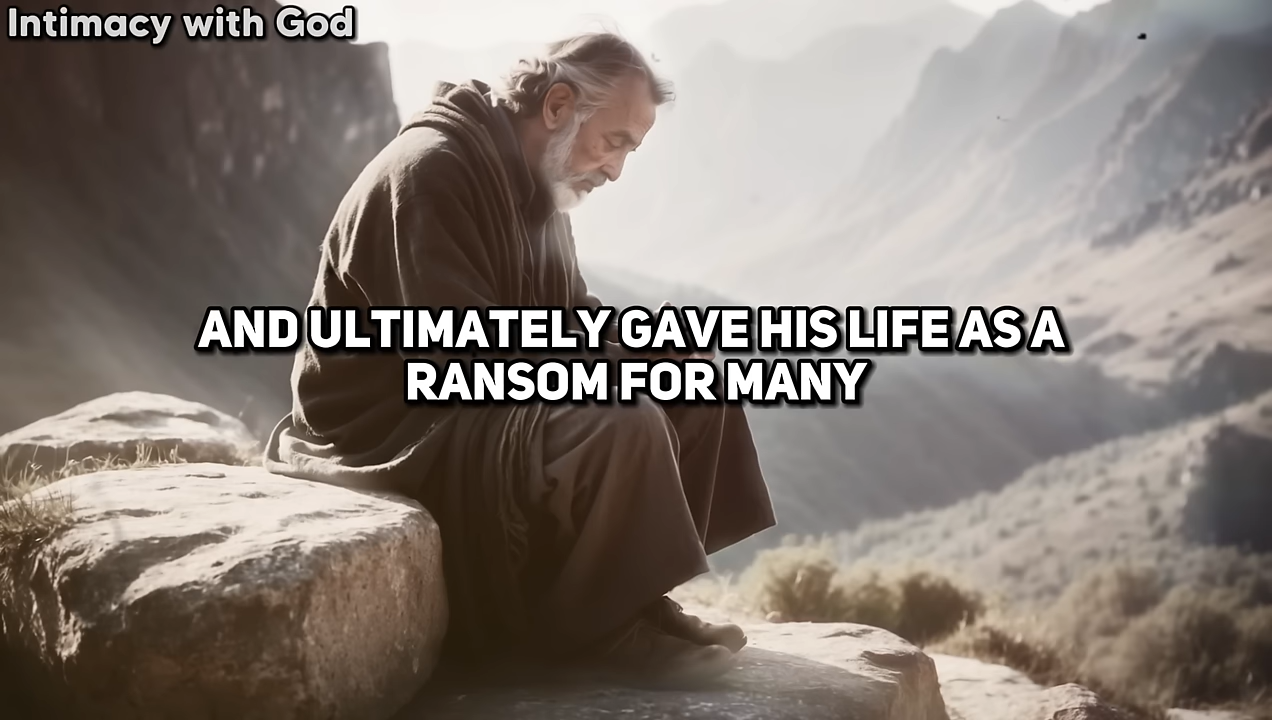 Intimacy with God
AND ULTIMATELY GAVE HIS LIFE AS A
RANSOM FOR MANY